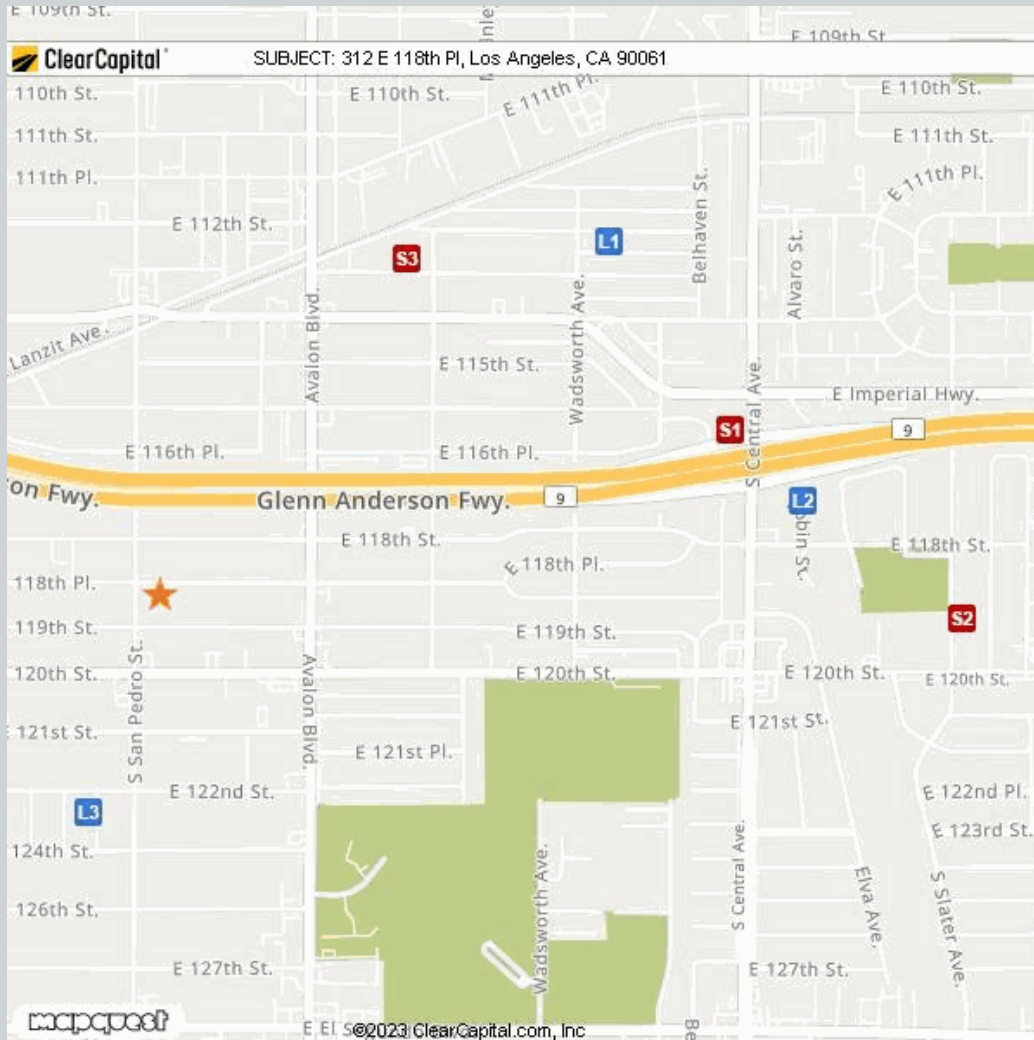 E 109th St.
ClearCapital
SUBJECT: 312 E 118th Pl, Los Angeles, CA 90061
E 109th St
110th St.
E 110th St.
E 111th Pl.
E 110th St.
111th St.
E 111th St.
111th Pl.
E 111th Pl.
E 112th St.
Belhaven St.
S3
L1
Alvaro St.
Avalon Blvd.
Wadsworth Ave.
Lanzit Ave.
E 115th St.
S Central Ave.
E Imperial Hwy.
S1
9
E 116th Pl.
E 116th Pl.
on Fwy.
Glenn Anderson Fwy.
9
L2
E 118th St.
E 118th St.
118th Pl.
E 118th Pl.
S2
119th St.
E 119th St.
120th St.
E 120th St.
E 120th St.
E 120th St.
S San Pedro St.
Avalon Blvd.
E 121st St.
E 121st St.
E 121st Pl.
E 122nd St.
E 122nd Pl.
L3
E 123rd St.
124th St.
Wadsworth Ave.
S Central Ave.
Elva Ave.
S Slater Ave.
126th St.
E 127th St.
E 127th St.
mapquest
E El S
©2023 ClearCapital.com, Inc
Be